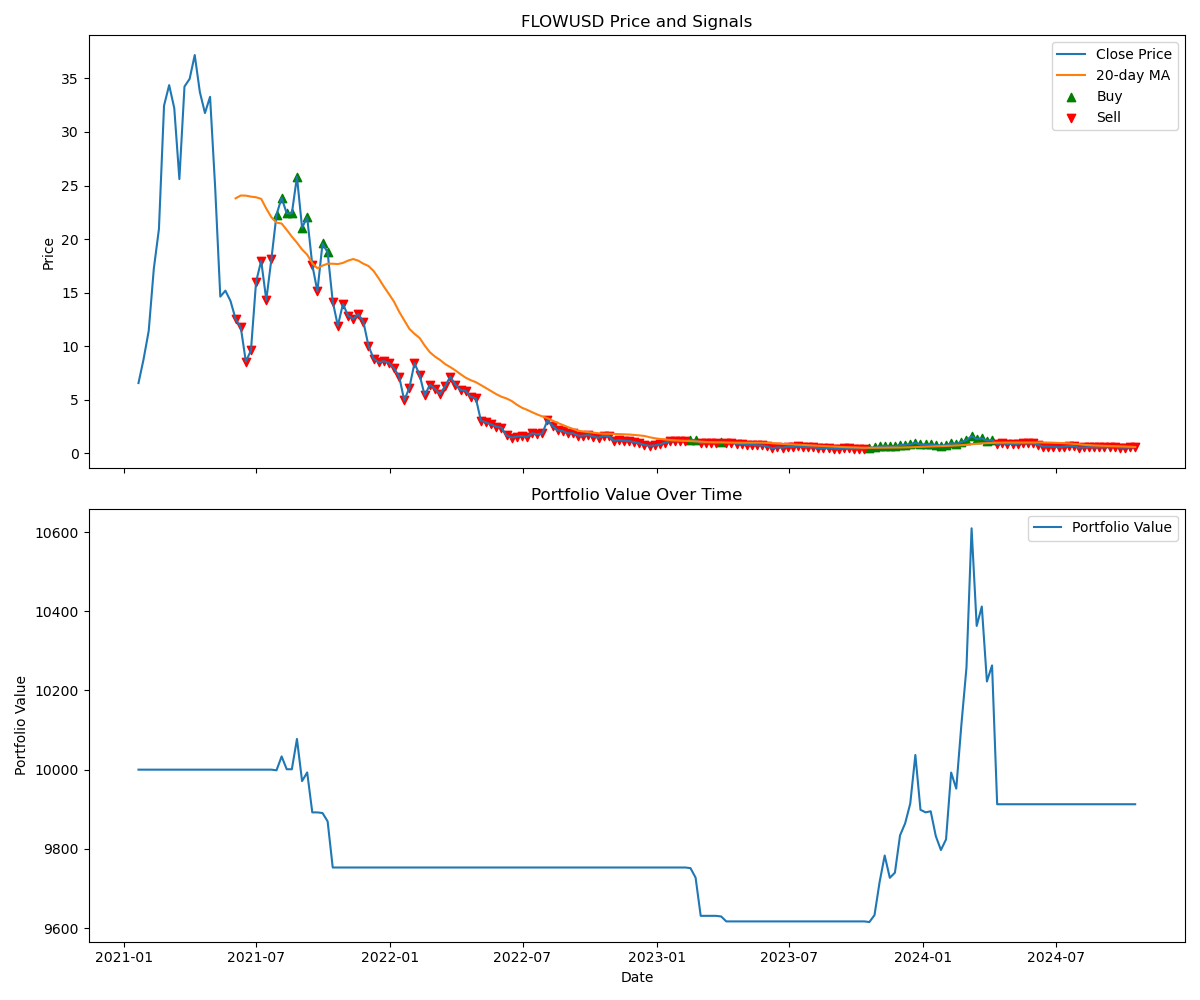 FLOWUSD Price and Signals
Price
35
30
25
20
15
10
5
0
Close Price
20-day MA
Buy
Sell
Portfolio Value Over Time
Portfolio Value
10600
10400
10200
10000
9800
9600
Portfolio Value
2021-01 2021-07 2022-01 2022-07 2023-01 2023-07 2024-01 2024-07
Date